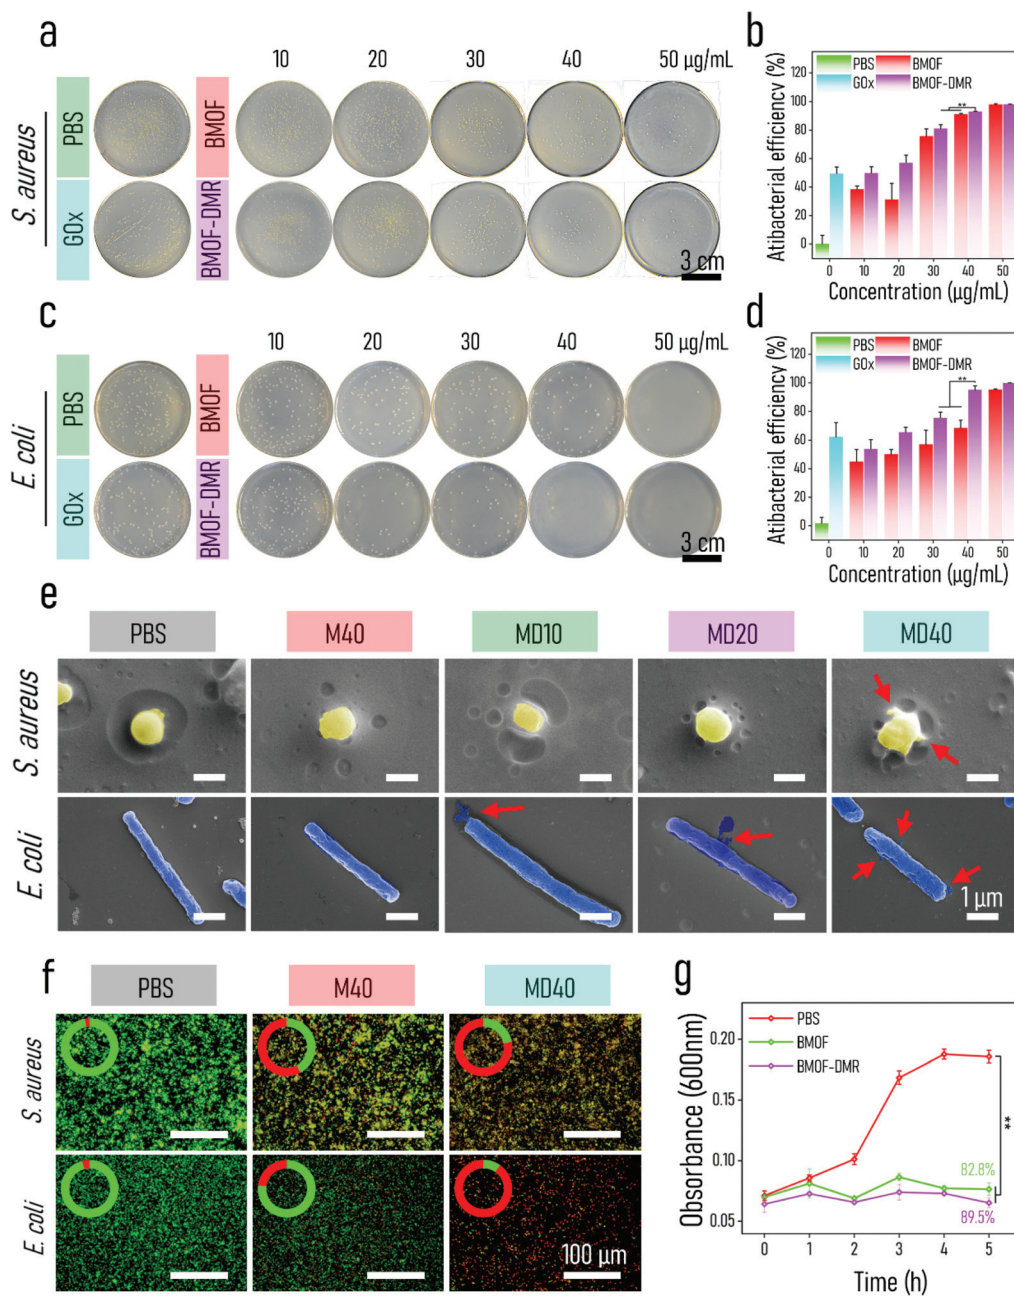 a
10 20 30 40 50 µg/mL
S. aureus
PBS
BMOF
GOx
BMOF-DMR
3 cm
b
Atibacterial efficiency (%)
PBS BMOF
GOx BMOF-DMR
**
120
100
80
60
40
20
0
0 10 20 30 40 50
Concentration (µg/mL)
c
10 20 30 40 50 µg/mL
E. coli
PBS
BMOF
GOx
BMOF-DMR
3 cm
d
Atibacterial efficiency (%)
PBS BMOF
GOx BMOF-DMR
**
120
100
80
60
40
20
0
0 10 20 30 40 50
Concentration (µg/mL)
e
PBS M40 MD10 MD20 MD40
S. aureus
E. coli
1 µm
f
PBS M40 MD40
S. aureus
E. coli
100 µm
g
Obsorbance (600nm)
PBS
BMOF
BMOF-DMR
0.20
0.15
0.10
0.05
**
82.8%
89.5%
0 1 2 3 4 5
Time (h)